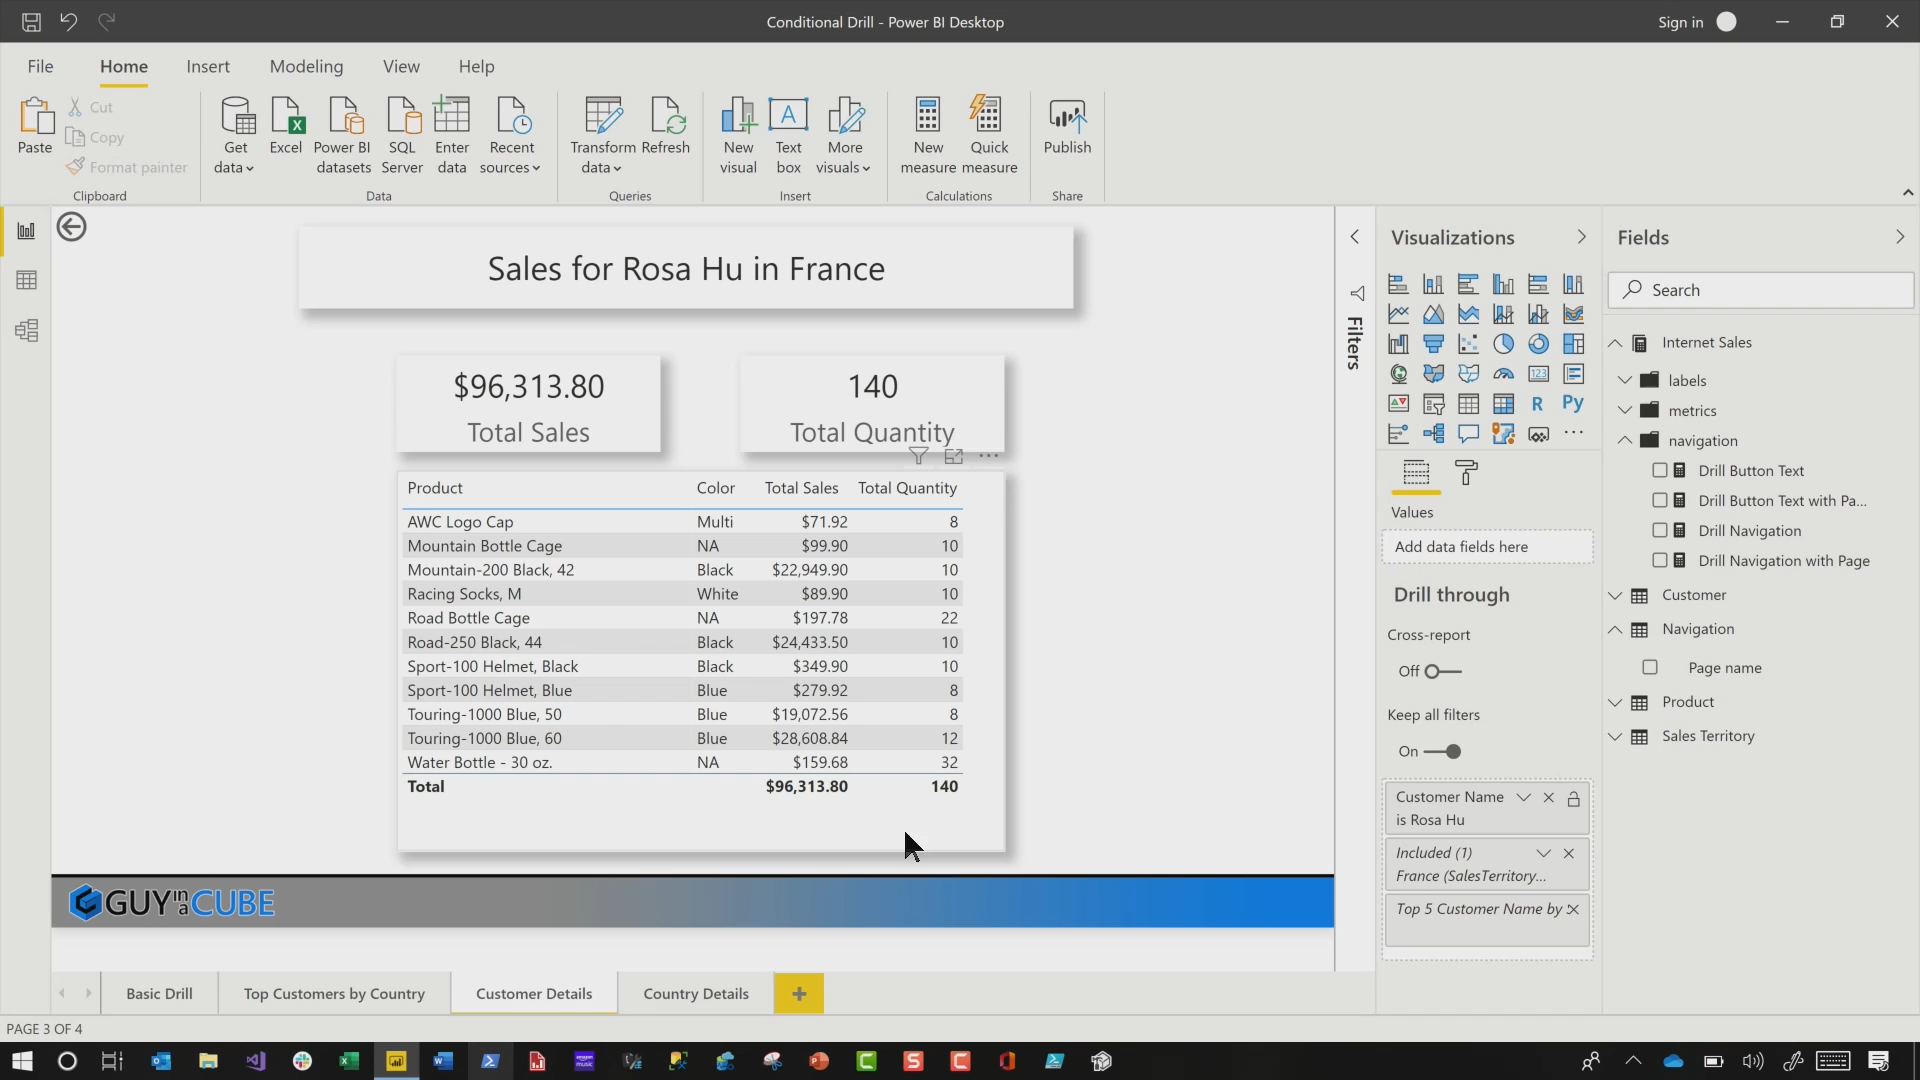 Conditional Drill - Power BI Desktop
Sign in
File Home Insert Modeling View Help
Paste
Cut
Copy
Format painter
Clipboard
Get data
Excel
Power BI datasets
SQL Server
Enter data
Recent sources
Data
Transform data
Refresh
Queries
New visual
Text box
More visuals
Insert
New measure
Quick measure
Calculations
Publish
Share
Sales for Rosa Hu in France
$96,313.80
Total Sales
140
Total Quantity
Product Color Total Sales Total Quantity
AWC Logo Cap Multi $71.92 8
Mountain Bottle Cage NA $99.90 10
Mountain-200 Black, 42 Black $22,949.90 10
Racing Socks, M White $89.90 10
Road Bottle Cage NA $197.78 22
Road-250 Black, 44 Black $24,433.50 10
Sport-100 Helmet, Black Black $349.90 10
Sport-100 Helmet, Blue Blue $279.92 8
Touring-1000 Blue, 50 Blue $19,072.56 8
Touring-1000 Blue, 60 Blue $28,608.84 12
Water Bottle - 30 oz. NA $159.68 32
Total $96,313.80 140
GUY in a CUBE
Filters
Visualizations
123
R
Py
Values
Add data fields here
Drill through
Cross-report
Off
Keep all filters
On
Customer Name
is Rosa Hu
Included (1)
France (SalesTerritory...
Top 5 Customer Name by
Fields
Search
Internet Sales
labels
metrics
navigation
Drill Button Text
Drill Button Text with Pa...
Drill Navigation
Drill Navigation with Page
Customer
Navigation
Page name
Product
Sales Territory
Basic Drill
Top Customers by Country
Customer Details
Country Details
PAGE 3 OF 4